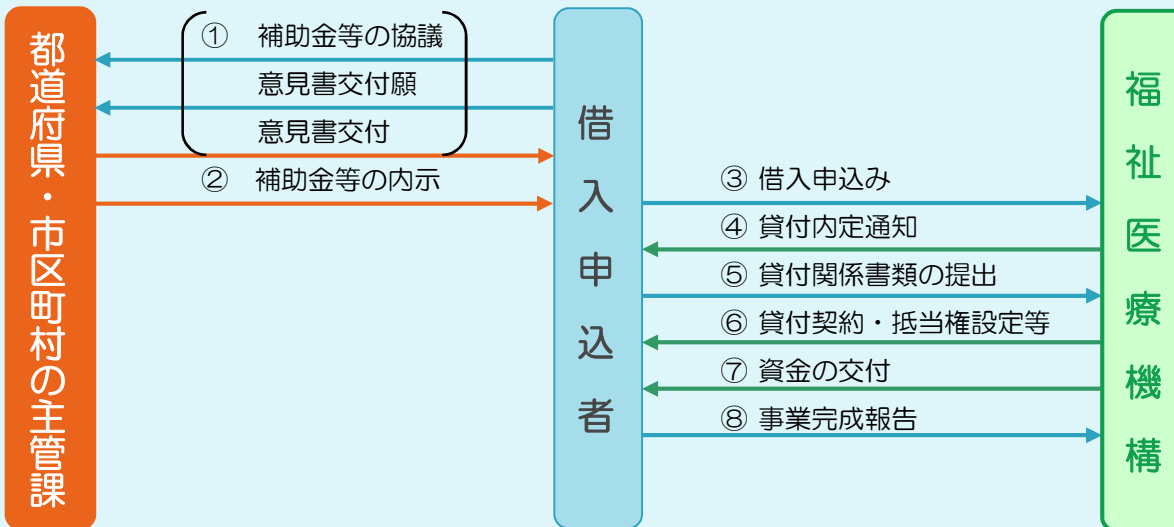 都道府県・市区町村の主管課
① 補助金等の協議
意見書交付願
意見書交付
② 補助金等の内示
借入申込者
③ 借入申込み
④ 貸付内定通知
⑤ 貸付関係書類の提出
⑥ 貸付契約・抵当権設定等
⑦ 資金の交付
⑧ 事業完成報告
福祉医療機構